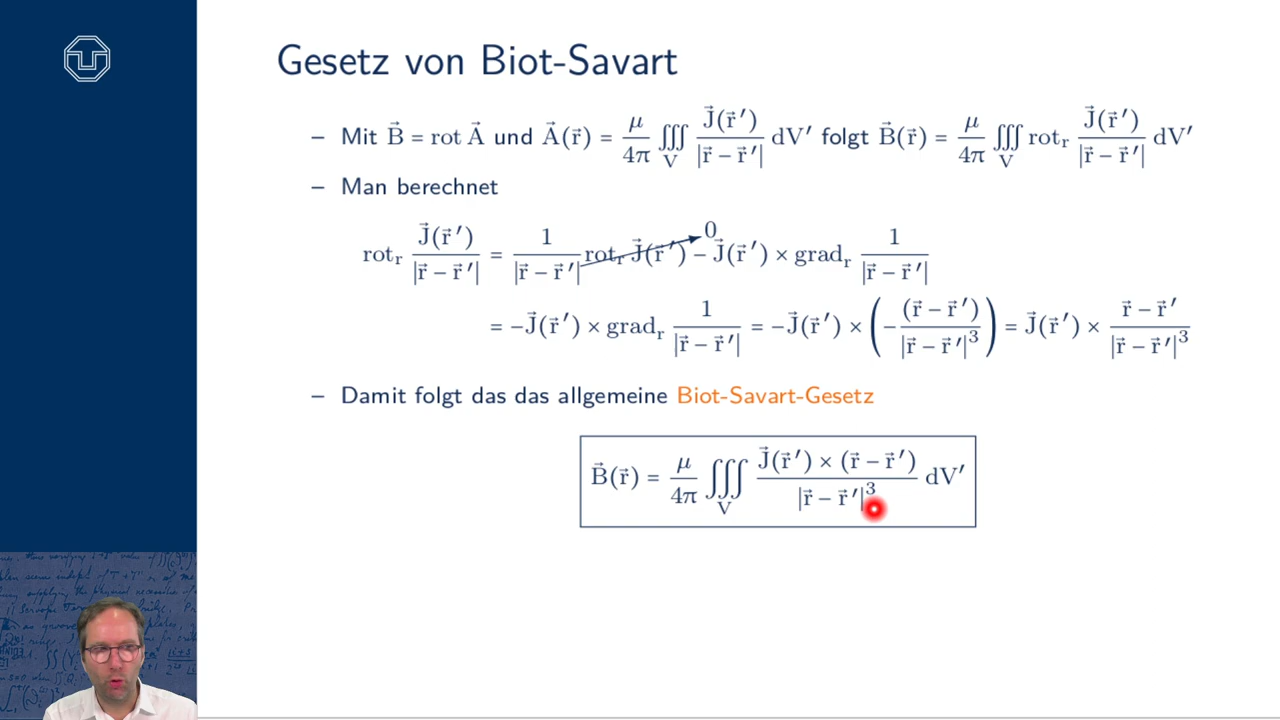 Gesetz von Biot-Savart
– Mit B⃗ = rot A⃗ und A⃗(r⃗) = μ/4π ∭_V J⃗(r⃗ ′)/|r⃗ − r⃗ ′| dV′ folgt B⃗(r⃗) = μ/4π ∭_V rot_r J⃗(r⃗ ′)/|r⃗ − r⃗ ′| dV′
– Man berechnet
rot_r J⃗(r⃗ ′)/|r⃗ − r⃗ ′| = 1/|r⃗ − r⃗ ′| rot_r J⃗(r⃗ ′) 0 − J⃗(r⃗ ′) × grad_r 1/|r⃗ − r⃗ ′|
= −J⃗(r⃗ ′) × grad_r 1/|r⃗ − r⃗ ′| = −J⃗(r⃗ ′) × (−(r⃗ − r⃗ ′)/|r⃗ − r⃗ ′|³) = J⃗(r⃗ ′) × r⃗ − r⃗ ′/|r⃗ − r⃗ ′|³
– Damit folgt das das allgemeine Biot-Savart-Gesetz
B⃗(r⃗) = μ/4π ∭_V J⃗(r⃗ ′) × (r⃗ − r⃗ ′)/|r⃗ − r⃗ ′|³ dV′